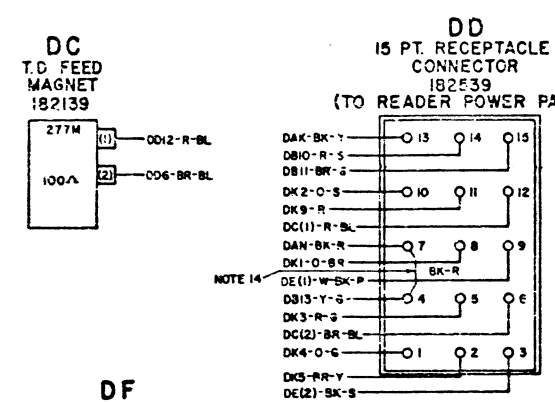 DC
T.D. FEED
MAGNET
182139
277M
(1)
DD12-R-BL
(2)
DD6-BR-BL
100Ω
DD
15 PT. RECEPTACLE
CONNECTOR
182539
(TO READER POWER PA
DAK-BK-Y
13
14
15
DB10-R-S
DB11-BR-G
DK2-O-S
10
11
12
DK9-R
DC(1)-R-BL
DAN-BK-R
7
8
9
DK1-O-BR
BK-R
NOTE 14
DE(1)-W-BK-R
DB13-Y-G
4
5
6
DK3-R-G
DC(2)-BR-BL
DK4-O-G
1
2
3
DK5-BR-Y
DE(2)-BK-S
DF